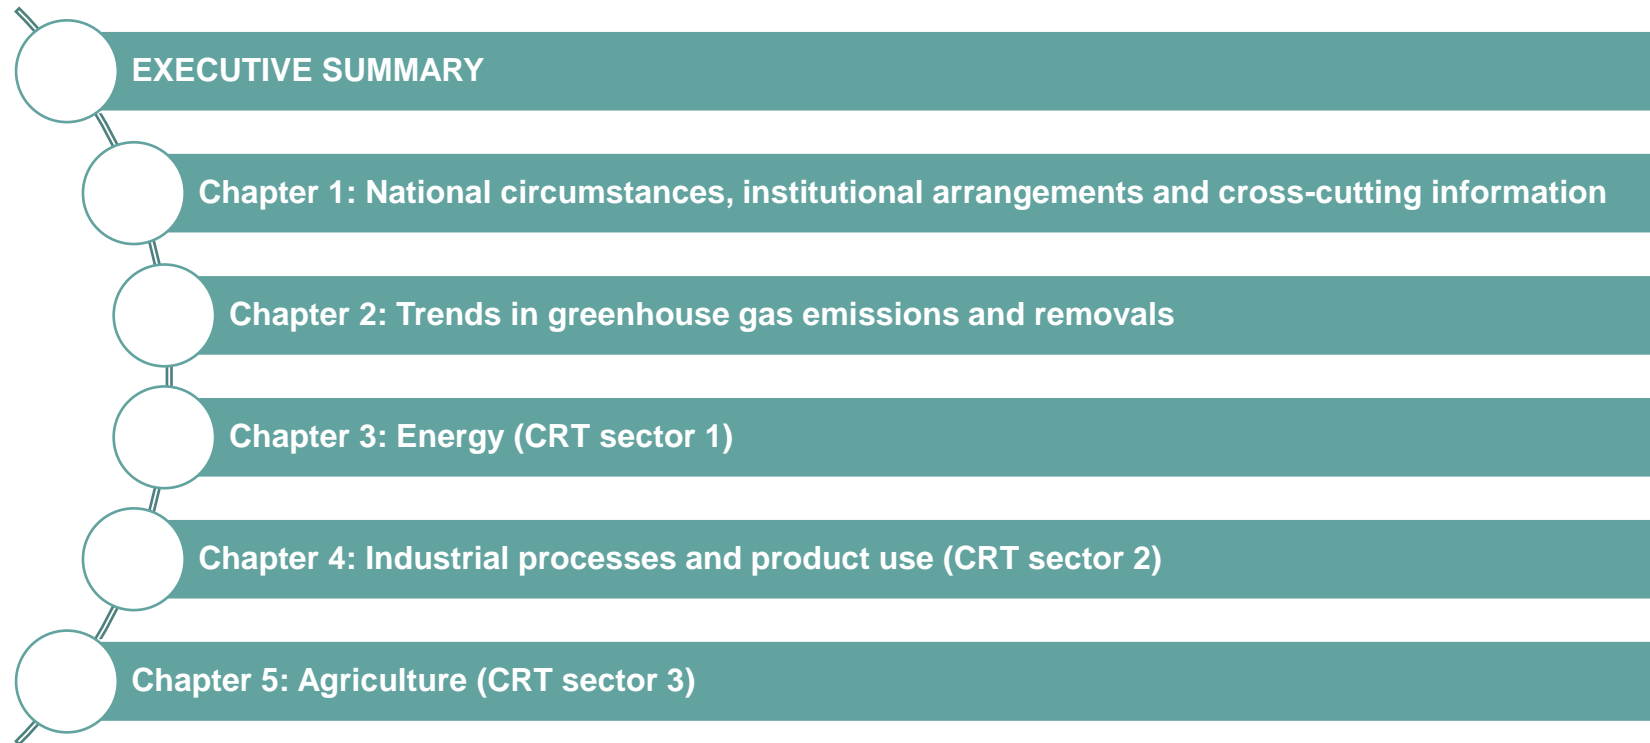 EXECUTIVE SUMMARY
Chapter 1: National circumstances, institutional arrangements and cross-cutting information
Chapter 2: Trends in greenhouse gas emissions and removals
Chapter 3: Energy (CRT sector 1)
Chapter 4: Industrial processes and product use (CRT sector 2)
Chapter 5: Agriculture (CRT sector 3)